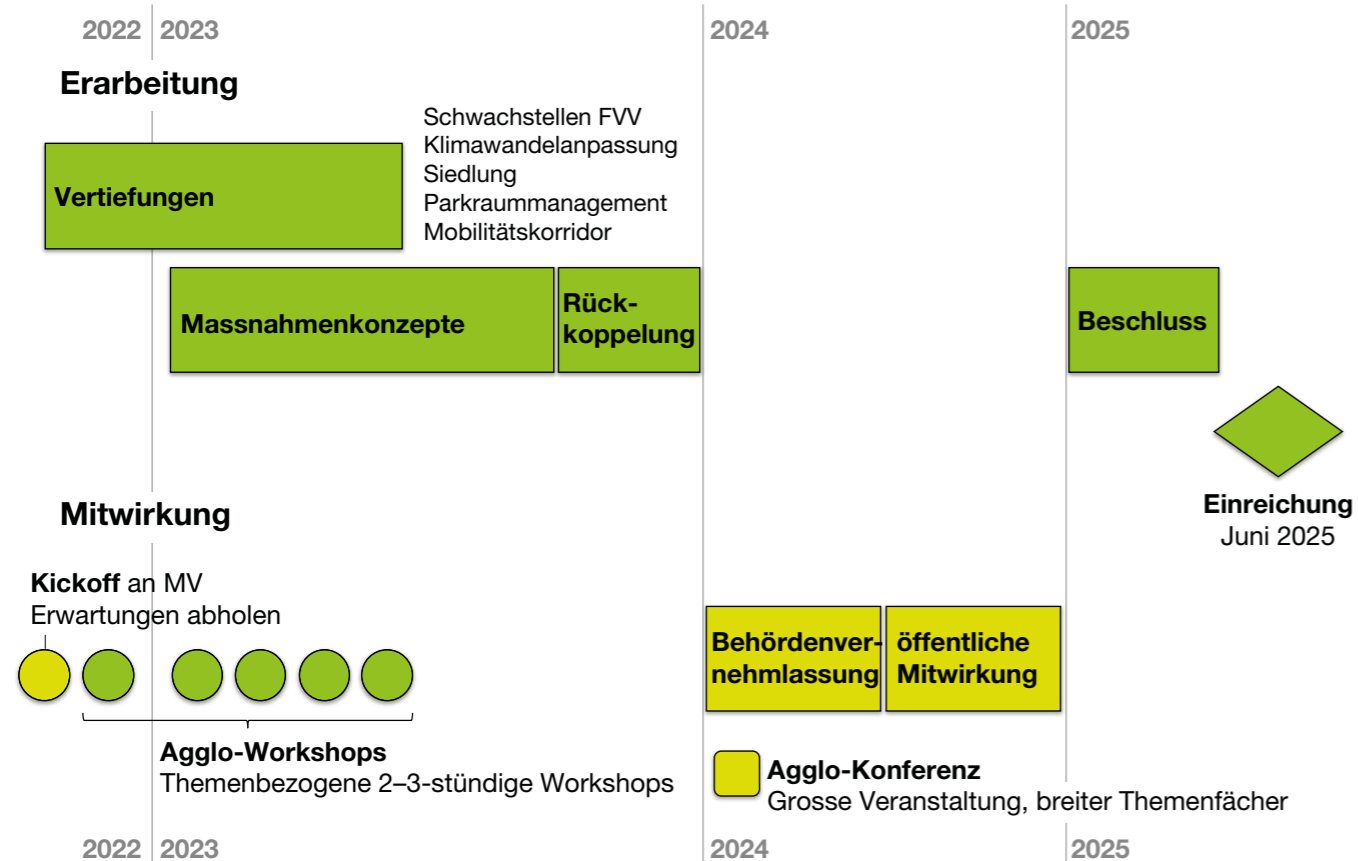 2022 2023 2024 2025
Erarbeitung
Schwachstellen FVV
Klimawandelanpassung
Siedlung
Parkraummanagement
Mobilitätskorridor
Vertiefungen
Massnahmenkonzepte
Rück-
koppelung
Beschluss
Einreichung
Juni 2025
Mitwirkung
Kickoff an MV
Erwartungen abholen
Behördenver-
nehmlassung
öffentliche
Mitwirkung
Agglo-Workshops
Themenbezogene 2–3-stündige Workshops
Agglo-Konferenz
Grosse Veranstaltung, breiter Themenfächer
2022 2023 2024 2025